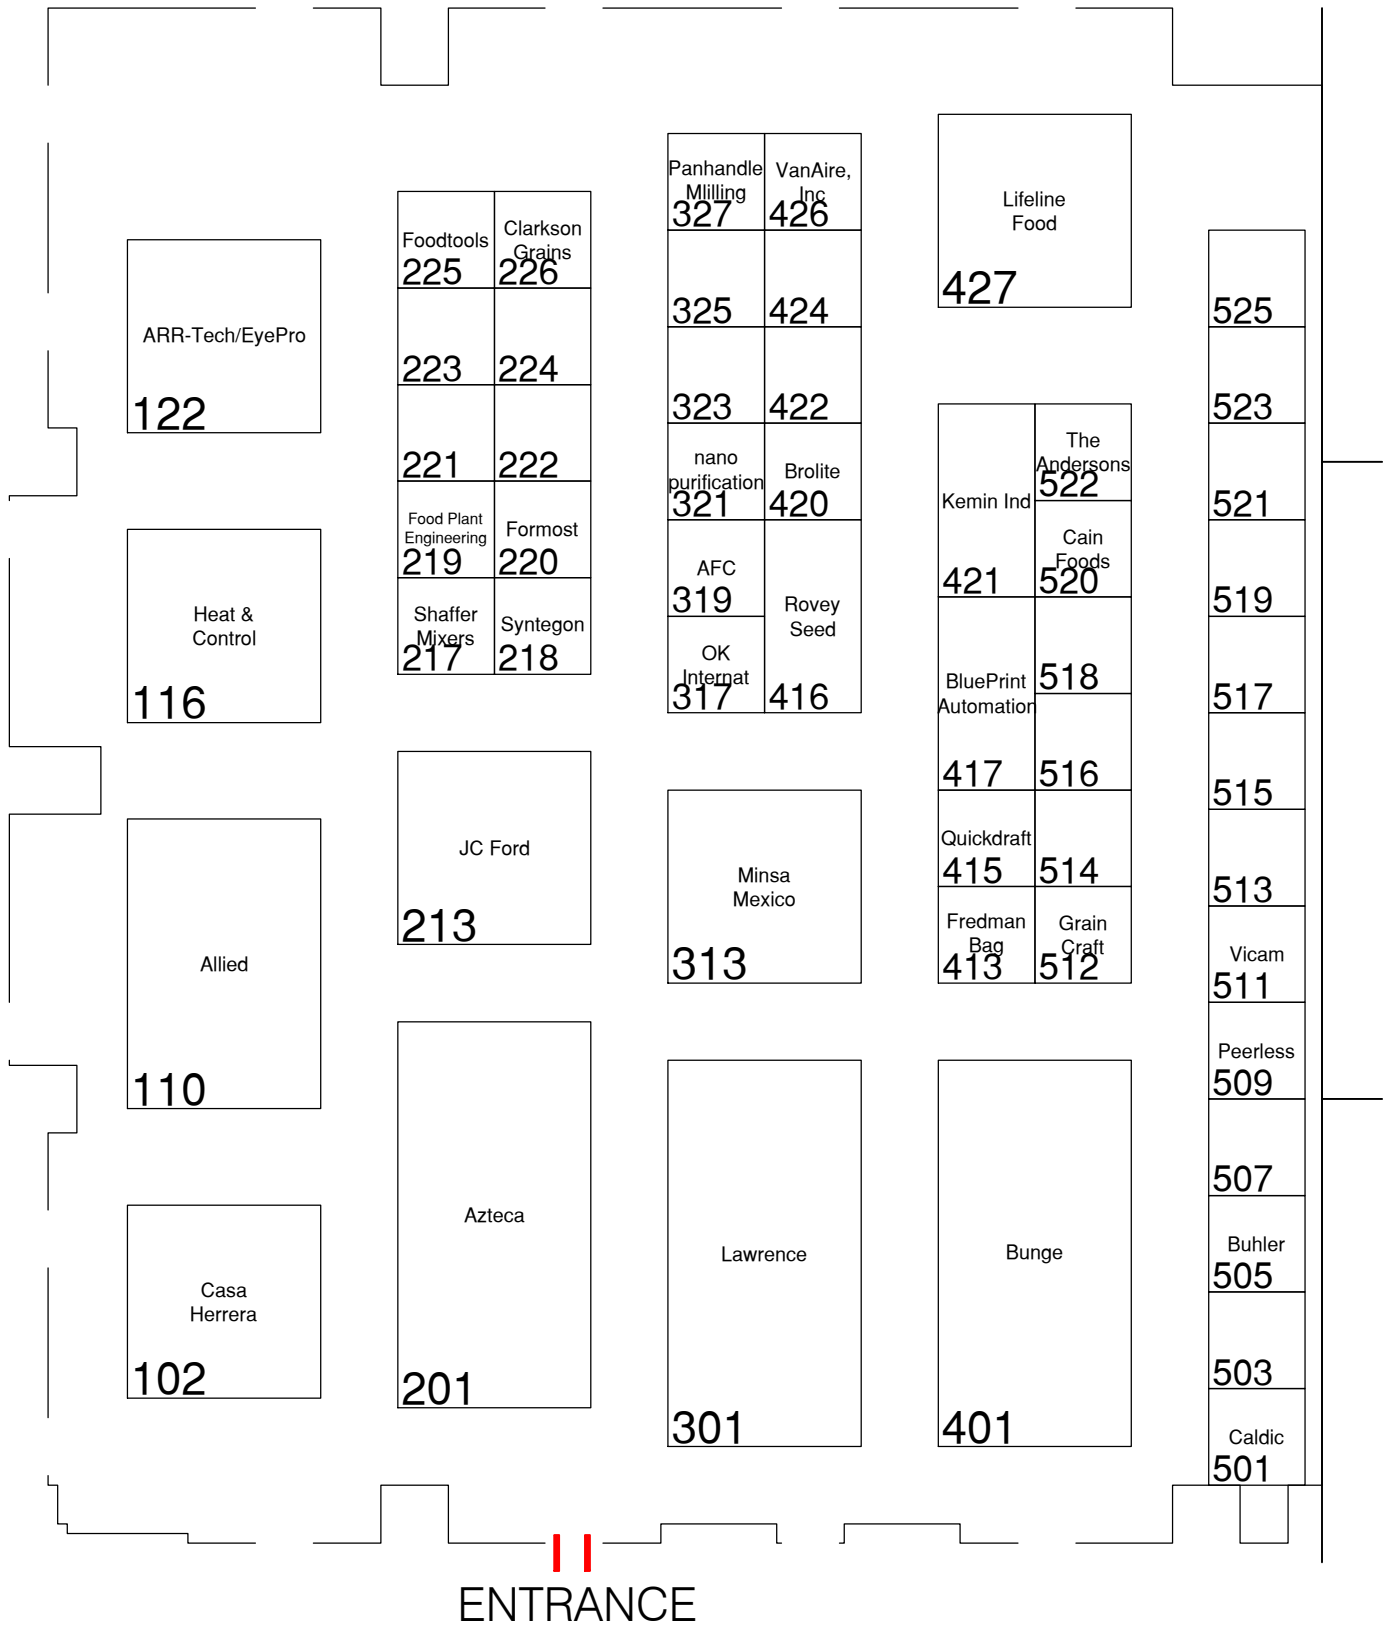 ARR-Tech/EyePro
122
Heat &
Control
116
Allied
110
Casa
Herrera
102
Foodtools
225
Clarkson
Grains
226
223
224
221
222
Food Plant
Engineering
219
Formost
220
Shaffer
Mixers
217
Syntegon
218
JC Ford
213
Azteca
201
Panhandle
Mlilling
327
VanAire,
Inc
426
325
424
323
422
nano
purification
321
Brolite
420
AFC
319
OK
Internat
317
Rovey
Seed
416
Minsa
Mexico
313
Lawrence
301
Lifeline
Food
427
Kemin Ind
421
The
Andersons
522
Cain
Foods
520
BluePrint
Automation
417
518
516
Quickdraft
415
514
Fredman
Bag
413
Grain
Craft
512
Bunge
401
525
523
521
519
517
515
513
Vicam
511
Peerless
509
507
Buhler
505
503
Caldic
501
ENTRANCE